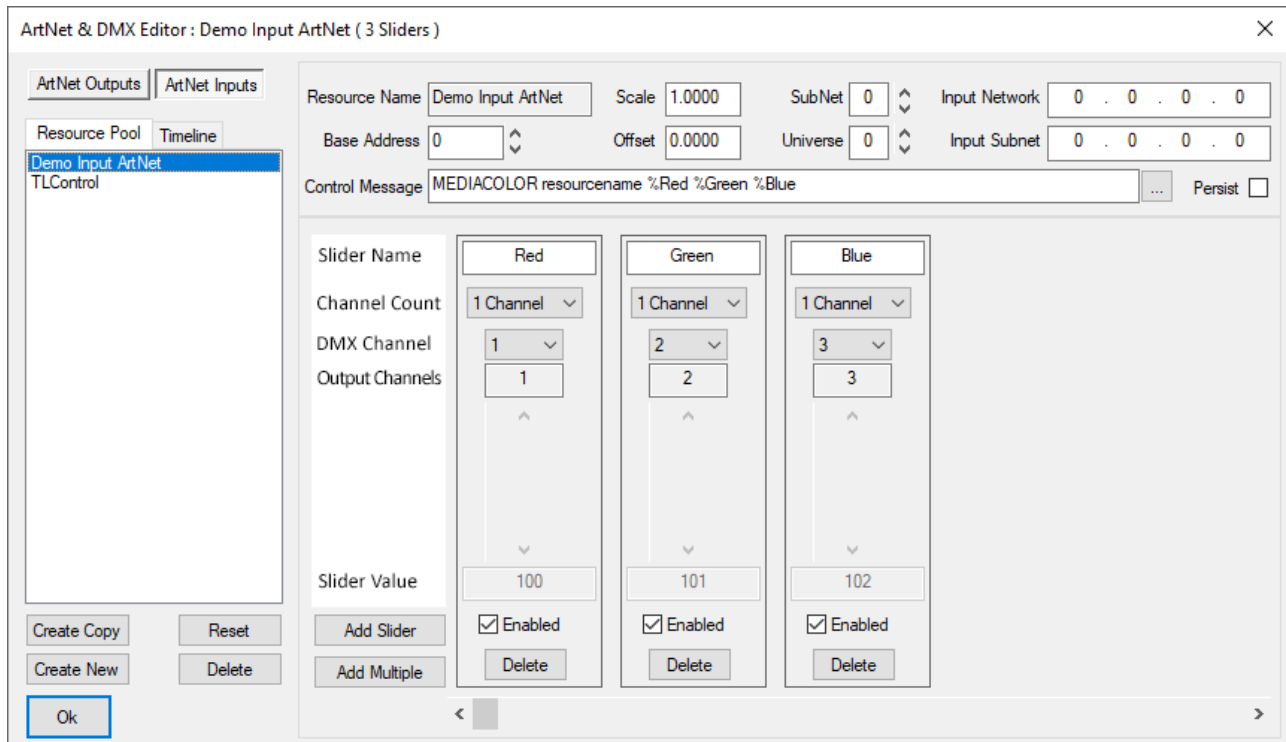 ArtNet & DMX Editor : Demo Input ArtNet ( 3 Sliders )
ArtNet Outputs ArtNet Inputs
Resource Pool Timeline
Demo Input ArtNet
TLControl
Create Copy Reset
Create New Delete
Ok
Resource Name Demo Input ArtNet Scale 1.0000 SubNet 0 Input Network 0 . 0 . 0 . 0
Base Address 0 Offset 0.0000 Universe 0 Input Subnet 0 . 0 . 0 . 0
Control Message MEDIACOLOR resourcename %Red %Green %Blue ... Persist
Slider Name Red Green Blue
Channel Count 1 Channel 1 Channel 1 Channel
DMX Channel 1 2 3
Output Channels 1 2 3
Slider Value 100 101 102
Add Slider Enabled Enabled Enabled
Add Multiple Delete Delete Delete